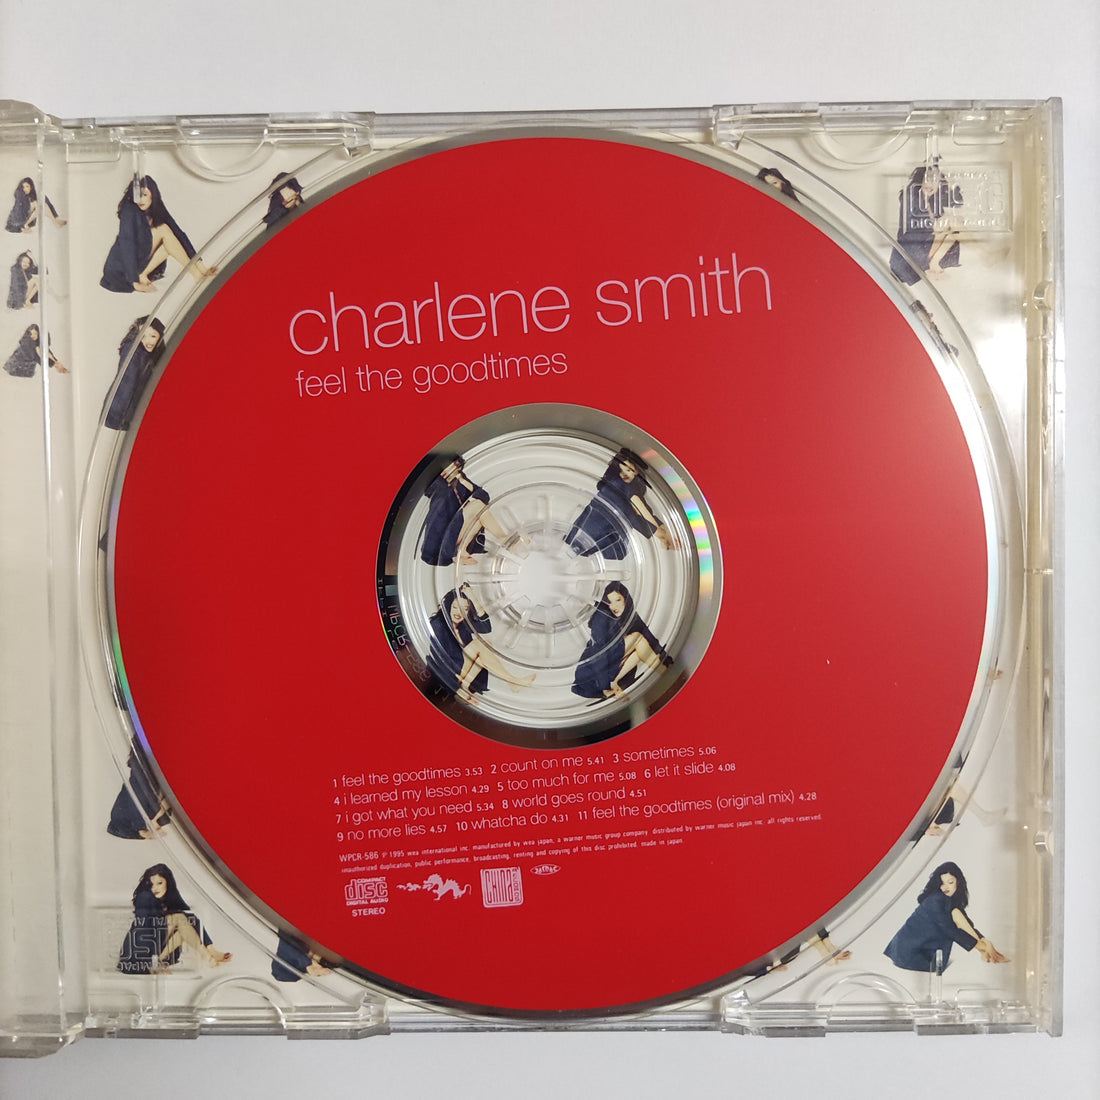 charlene smith
feel the goodtimes
1 feel the goodtimes 3.53 2 count on me 5.41 3 sometimes 5.06
4 i learned my lesson 4.29 5 too much for me 5.08 6 let it slide 4.08
7 i got what you need 5.34 8 world goes round 4.51
9 no more lies 4.57 10 whatcha do 4.31 11 feel the goodtimes (original mix) 4.28
WPCR-586 ℗ 1995 wea international inc. manufactured by wea japan, a warner music group company distributed by warner music japan inc. all rights reserved.
unauthorized duplication, public performance, broadcasting, renting and copying of this disc prohibited. made in japan.
COMPACT
disc
DIGITAL AUDIO
STEREO
CHINA
RECORDS